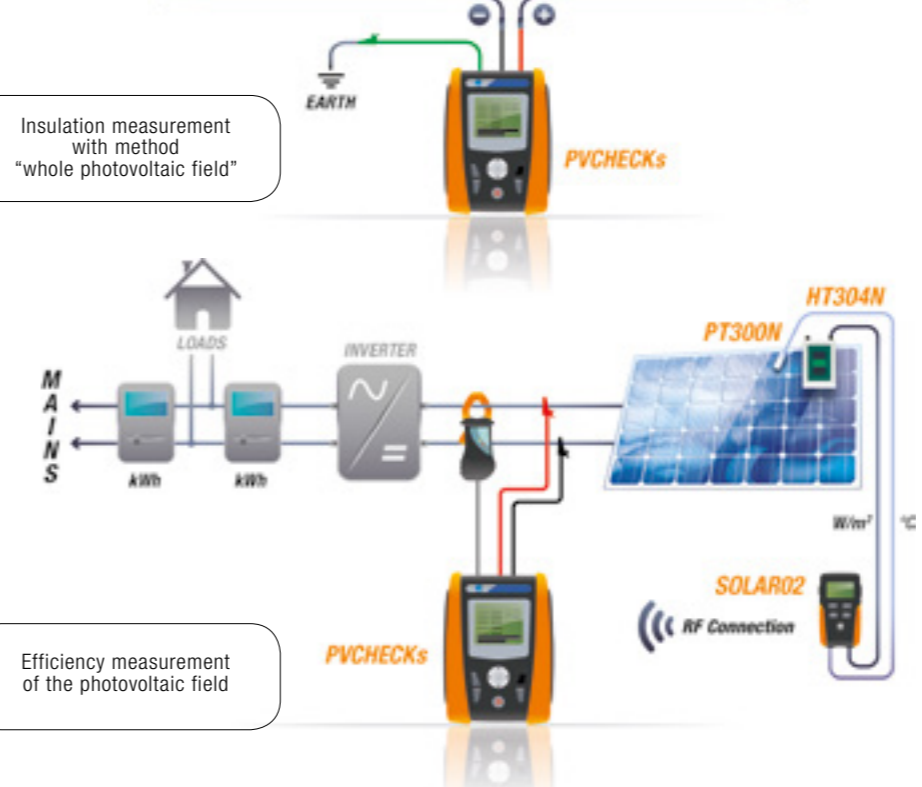 EARTH
Insulation measurement
with method
“whole photovoltaic field”
PVCHECKs
HT304N
PT300N
LOADS
INVERTER
MAINS
kWh
kWh
W/m²
°C
SOLAR02
RF Connection
PVCHECKs
Efficiency measurement
of the photovoltaic field